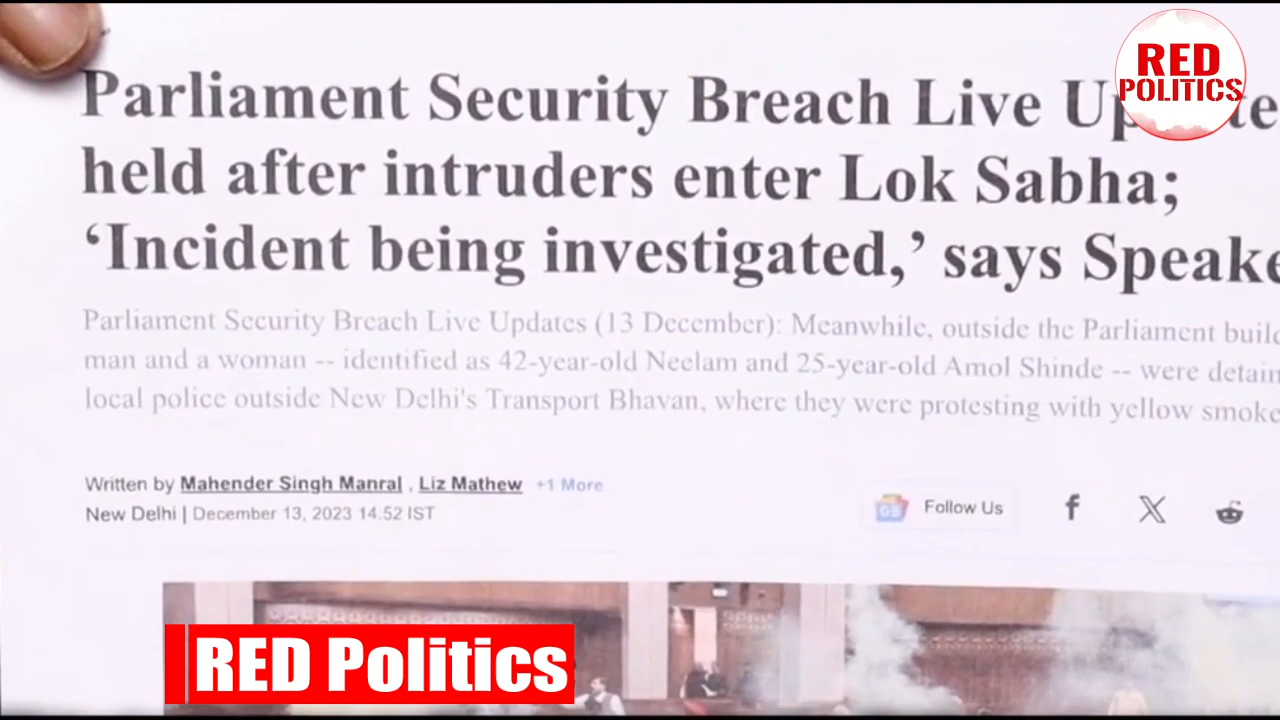 Parliament Security Breach Live
held after intruders enter Lok Sabha;
‘Incident being investigated,’ says Speake
Parliament Security Breach Live Updates (13 December): Meanwhile, outside the Parliament build
man and a woman -- identified as 42-year-old Neelam and 25-year-old Amol Shinde -- were detain
local police outside New Delhi's Transport Bhavan, where they were protesting with yellow smoke
Written by Mahender Singh Manral , Liz Mathew +1 More
New Delhi | December 13, 2023 14:52 IST
Follow Us
RED
POLITICS
RED Politics